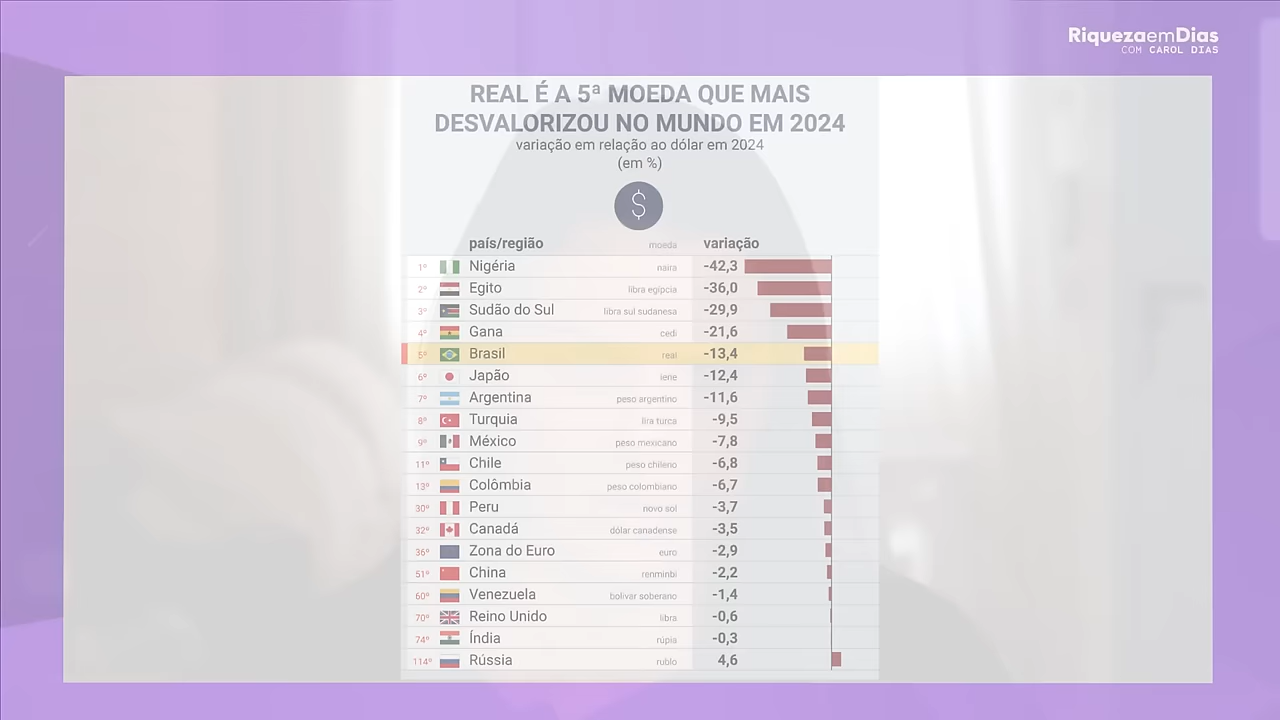 RiquezaemDias
COM CAROL DIAS
REAL É A 5ª MOEDA QUE MAIS
DESVALORIZOU NO MUNDO EM 2024
variação em relação ao dólar em 2024
(em %)
$
país/região moeda variação
1º Nigéria naira -42,3
2º Egito libra egípcia -36,0
3º Sudão do Sul libra sul sudanesa -29,9
4º Gana cedi -21,6
5º Brasil real -13,4
6º Japão iene -12,4
7º Argentina peso argentino -11,6
8º Turquia lira turca -9,5
9º México peso mexicano -7,8
11º Chile peso chileno -6,8
13º Colômbia peso colombiano -6,7
30º Peru novo sol -3,7
32º Canadá dólar canadense -3,5
36º Zona do Euro euro -2,9
51º China renminbi -2,2
60º Venezuela bolivar soberano -1,4
70º Reino Unido libra -0,6
74º Índia rúpia -0,3
114º Rússia rublo 4,6